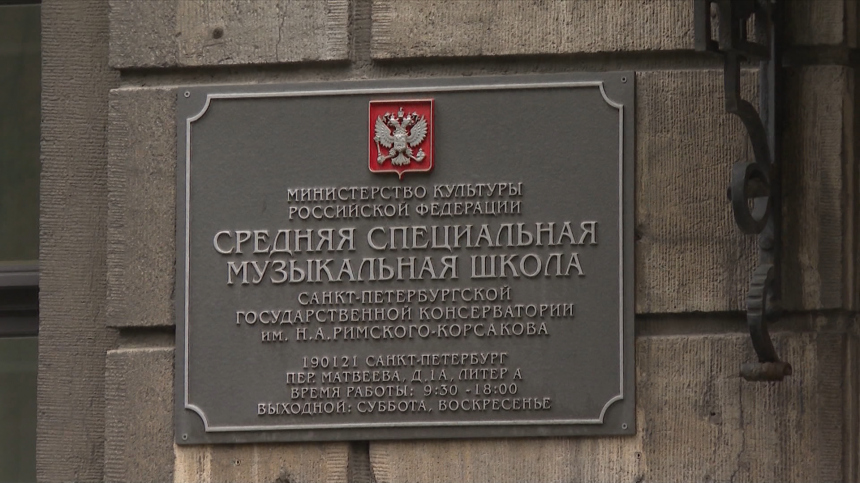 МИНИСТЕРСТВО КУЛЬТУРЫ
РОССИЙСКОЙ ФЕДЕРАЦИИ
СРЕДНЯЯ СПЕЦИАЛЬНАЯ
МУЗЫКАЛЬНАЯ ШКОЛА
САНКТ-ПЕТЕРБУРГСКОЙ
ГОСУДАРСТВЕННОЙ КОНСЕРВАТОРИИ
ИМ. Н.А.РИМСКОГО-КОРСАКОВА
190121 САНКТ-ПЕТЕРБУРГ
ПЕР. МАТВЕЕВА, Д.1А, ЛИТЕР А
ВРЕМЯ РАБОТЫ: 9:30 -18:00
ВЫХОДНОЙ: СУББОТА, ВОСКРЕСЕНЬЕ